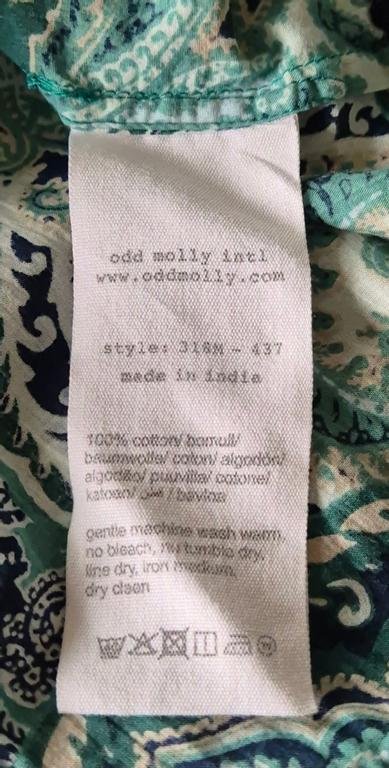 odd molly intl
www.oddmolly.com
style: 318M - 437
made in india
100% cotton/ bomull/
baumwolle/ coton/ algodón/
algodão/ puuvilla/ cotone/
katoen/ قطن / bavlna
gentle machine wash warm,
no bleach, no tumble dry,
line dry, iron medium,
dry clean